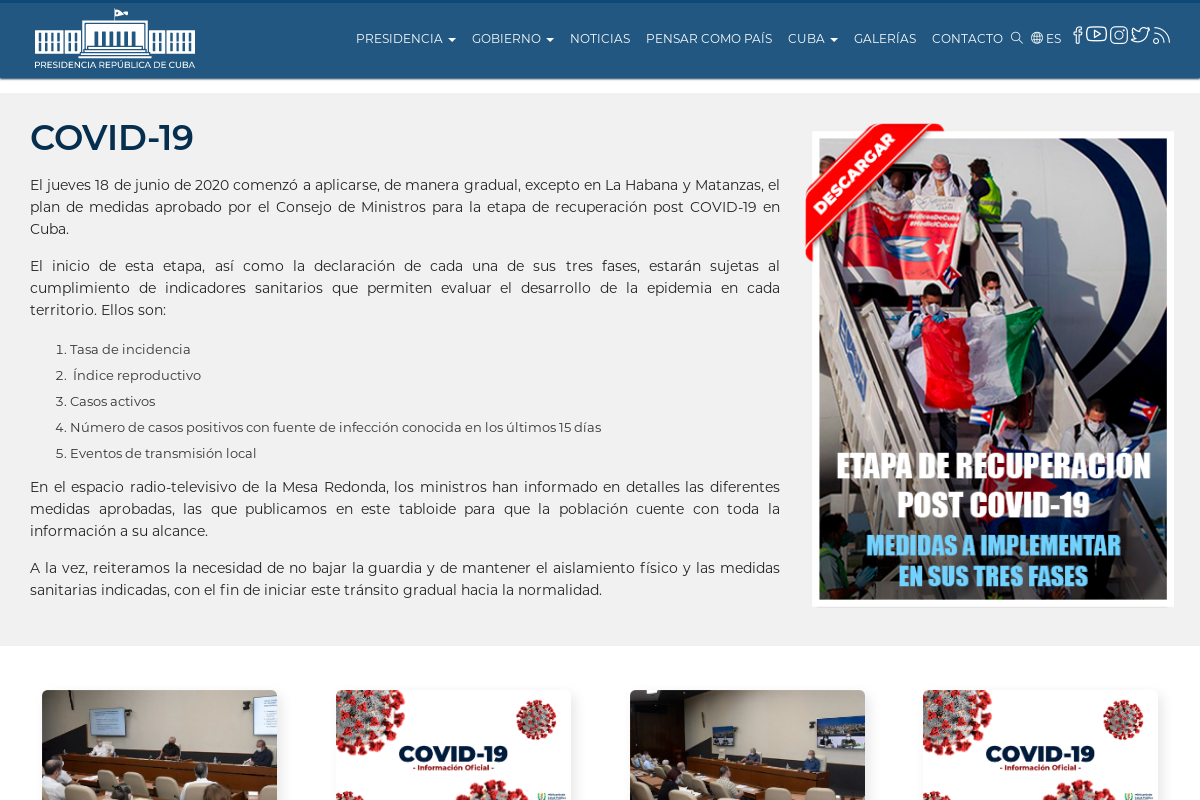 PRESIDENCIA REPÚBLICA DE CUBA
PRESIDENCIA GOBIERNO NOTICIAS PENSAR COMO PAÍS CUBA GALERÍAS CONTACTO ES
COVID-19
El jueves 18 de junio de 2020 comenzó a aplicarse, de manera gradual, excepto en La Habana y Matanzas, el
plan de medidas aprobado por el Consejo de Ministros para la etapa de recuperación post COVID-19 en
Cuba.
El inicio de esta etapa, así como la declaración de cada una de sus tres fases, estarán sujetas al
cumplimiento de indicadores sanitarios que permiten evaluar el desarrollo de la epidemia en cada
territorio. Ellos son:
1. Tasa de incidencia
2. Índice reproductivo
3. Casos activos
4. Número de casos positivos con fuente de infección conocida en los últimos 15 días
5. Eventos de transmisión local
En el espacio radio-televisivo de la Mesa Redonda, los ministros han informado en detalles las diferentes
medidas aprobadas, las que publicamos en este tabloide para que la población cuente con toda la
información a su alcance.
A la vez, reiteramos la necesidad de no bajar la guardia y de mantener el aislamiento físico y las medidas
sanitarias indicadas, con el fin de iniciar este tránsito gradual hacia la normalidad.
DESCARGAR
ETAPA DE RECUPERACIÓN
POST COVID-19
MEDIDAS A IMPLEMENTAR
EN SUS TRES FASES
COVID-19
- Información Oficial -
COVID-19
- Información Oficial -